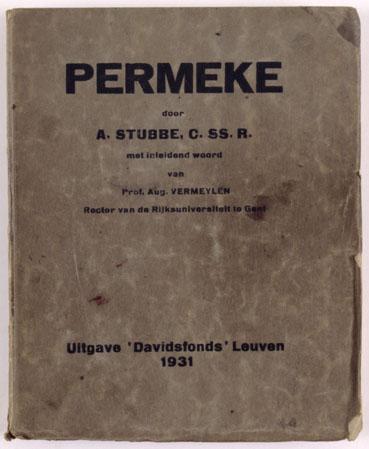 PERMEKE
door
A. STUBBE, C. SS. R.
met inleidend woord
van
Prof. Aug. VERMEYLEN
Rector van de Rijksuniversiteit te Gent
Uitgave 'Davidsfonds' Leuven
1931